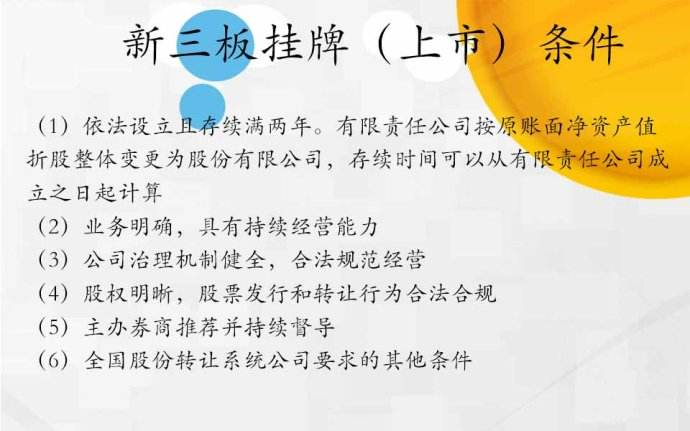 新三板挂牌（上市）条件
（1）依法设立且存续满两年。有限责任公司按原账面净资产值
折股整体变更为股份有限公司，存续时间可以从有限责任公司成
立之日起计算
（2）业务明确，具有持续经营能力
（3）公司治理机制健全，合法规范经营
（4）股权明晰，股票发行和转让行为合法合规
（5）主办券商推荐并持续督导
（6）全国股份转让系统公司要求的其他条件